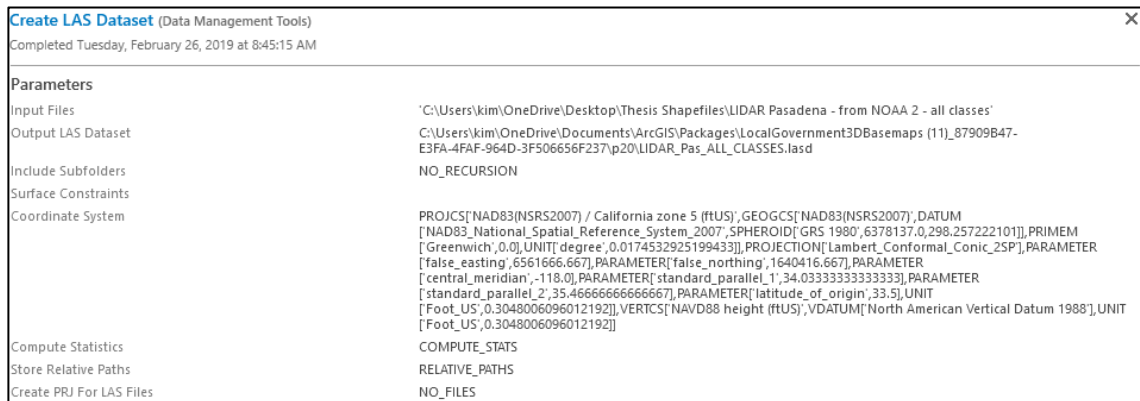 Create LAS Dataset (Data Management Tools)
Completed Tuesday, February 26, 2019 at 8:45:15 AM
Parameters
Input Files 'C:\Users\kim\OneDrive\Desktop\Thesis Shapefiles\LIDAR Pasadena - from NOAA 2 - all classes'
Output LAS Dataset C:\Users\kim\OneDrive\Documents\ArcGIS\Packages\LocalGovernment3DBasemaps (11)_87909B47-
E3FA-4FAF-964D-3F506656F237\p20\LIDAR_Pas_ALL_CLASSES.lasd
Include Subfolders NO_RECURSION
Surface Constraints
Coordinate System PROJCS['NAD83(NSRS2007) / California zone 5 (ftUS)',GEOGCS['NAD83(NSRS2007)',DATUM
['NAD83_National_Spatial_Reference_System_2007',SPHEROID['GRS 1980',6378137.0,298.257222101]],PRIMEM
['Greenwich',0.0],UNIT['degree',0.0174532925199433]],PROJECTION['Lambert_Conformal_Conic_2SP'],PARAMETER
['false_easting',6561666.667],PARAMETER['false_northing',1640416.667],PARAMETER
['central_meridian',-118.0],PARAMETER['standard_parallel_1',34.03333333333333],PARAMETER
['standard_parallel_2',35.46666666666667],PARAMETER['latitude_of_origin',33.5],UNIT
['Foot_US',0.3048006096012192]],VERTCS['NAVD88 height (ftUS)',VDATUM['North American Vertical Datum 1988'],UNIT
['Foot_US',0.3048006096012192]]
Compute Statistics COMPUTE_STATS
Store Relative Paths RELATIVE_PATHS
Create PRJ For LAS Files NO_FILES